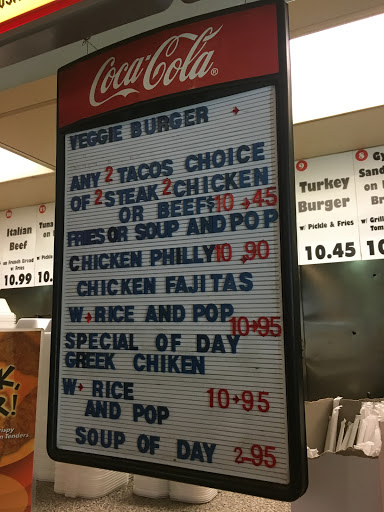 Coca-Cola®
VEGGIE BURGER →
ANY 2 TACOS CHOICE
OF 2 STEAK 2 CHICKEN
OR BEEF $10→45
FRIES OR SOUP AND POP
CHICKEN PHILLY 10,90
CHICKEN FAJITAS
W→RICE AND POP
10→95
SPECIAL OF DAY
GREEK CHIKEN
W→ RICE 10→95
AND POP
SOUP OF DAY 2→95
Italian
Beef
w/ Fries
10.99
9
Turkey
Burger
w/ Pickle & Fries
10.45
8